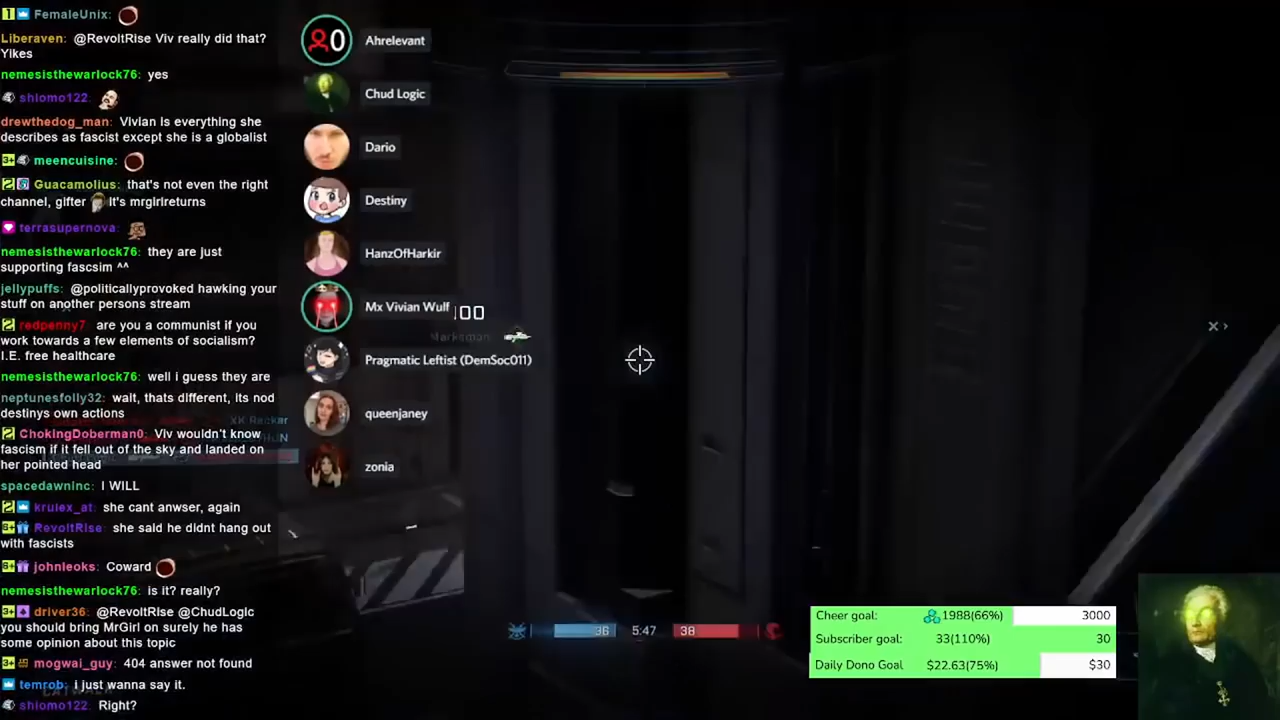 FemaleUnix:
Liberaven: @RevoltRise Viv really did that?
Yikes
nemesisthewarlock76: yes
shlomo122:
drewthedog_man: Vivian is everything she
describes as fascist except she is a globalist
meencuisine:
Guacamolius: that's not even the right
channel, gifter It's mrgirlreturns
terrasupernova:
nemesisthewarlock76: they are just
supporting fascsim ^^
jellypuffs: @politicallyprovoked hawking your
stuff on another persons stream
redpenny7: are you a communist if you
work towards a few elements of socialism?
I.E. free healthcare
nemesisthewarlock76: well i guess they are
neptunesfolly32: wait, thats different, its nod
destinys own actions
ChokingDoberman0: Viv wouldn't know
fascism if it fell out of the sky and landed on
her pointed head
spacedawninc: I WILL
krulex_at: she cant anwser, again
RevoltRise: she said he didnt hang out
with fascists
johnleoks: Coward
nemesisthewarlock76: is it? really?
driver36: @RevoltRise @ChudLogic
you should bring MrGirl on surely he has
some opinion about this topic
mogwai_guy: 404 answer not found
temrob: i just wanna say it.
shlomo122: Right?
0
Ahrelevant
Chud Logic
Dario
Destiny
HanzOfHarkir
Mx Vivian Wulf
00
Marksman
Pragmatic Leftist (DemSoc011)
queenjaney
zonia
36 5:47 38
Cheer goal: 1988(66%) 3000
Subscriber goal: 33(110%) 30
Daily Dono Goal $22.63(75%) $30